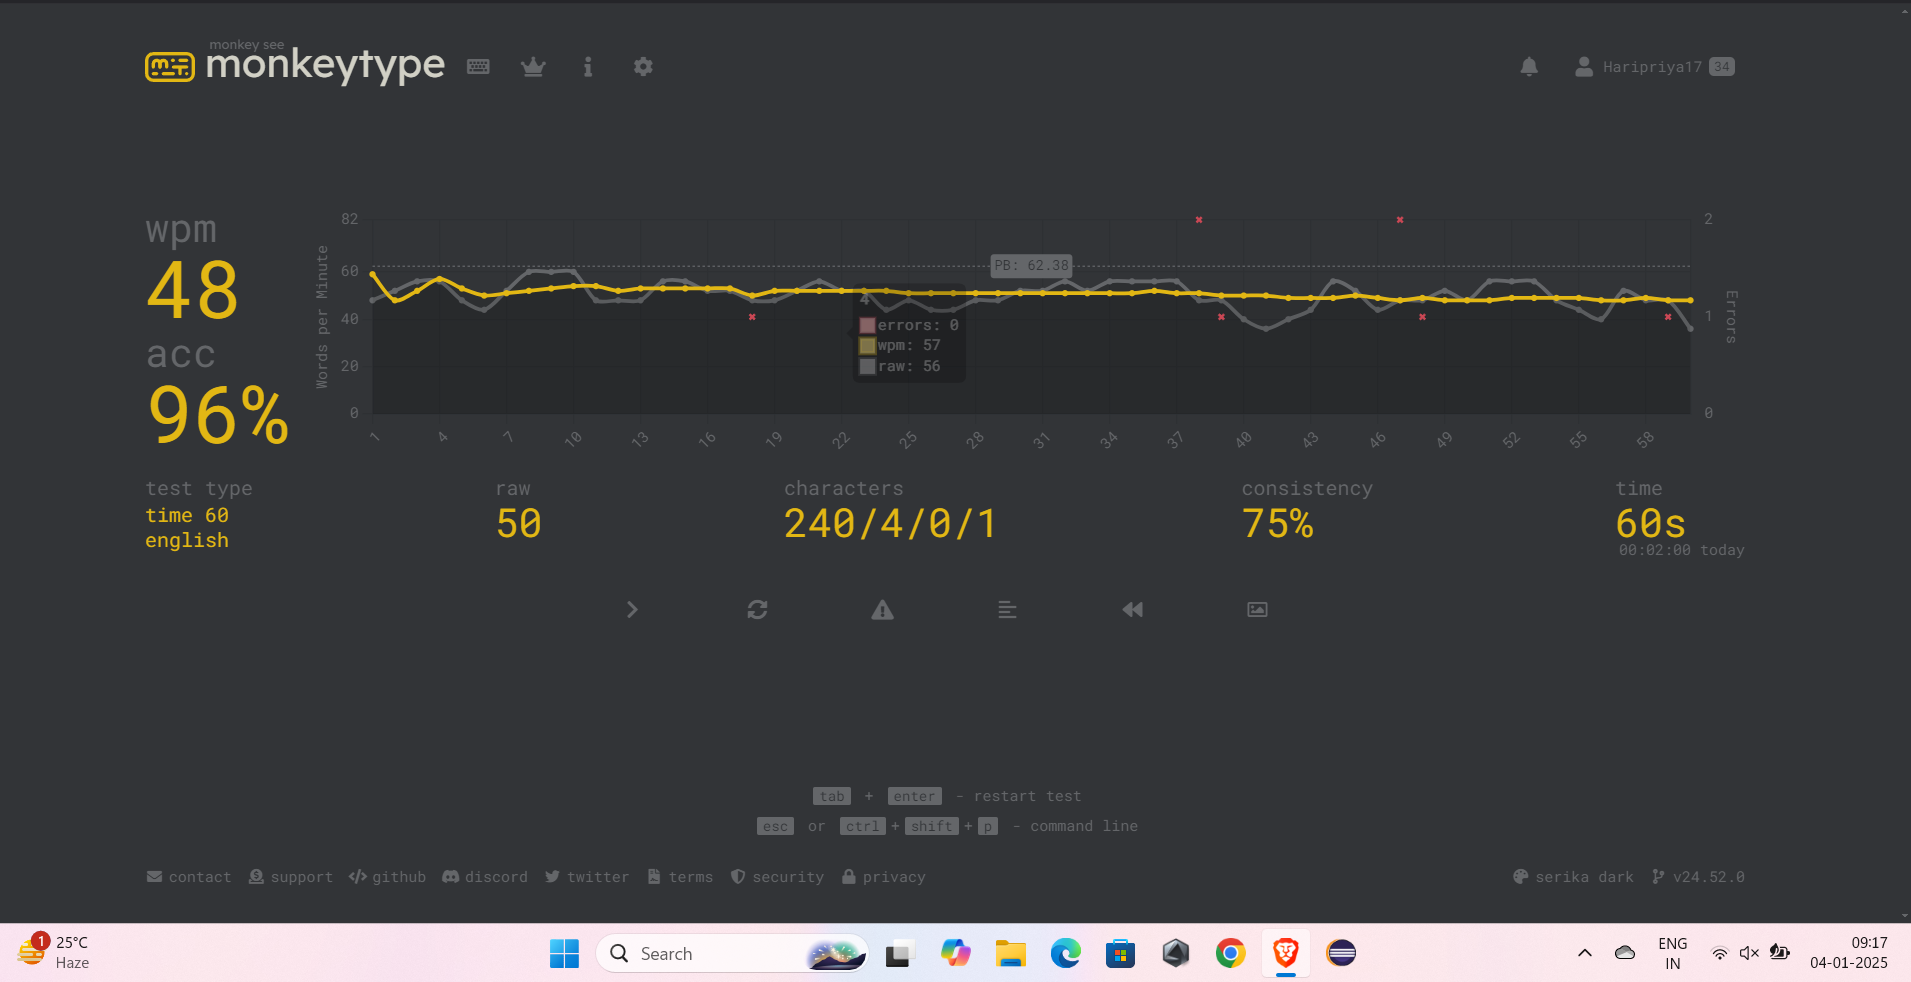 monkey see
monkeytype
Haripriya17 34
wpm
48
acc
96%
Words per Minute
82
60
40
20
0
PB: 62.38
4
errors: 0
wpm: 57
raw: 56
2
1
0
Errors
1 4 7 10 13 16 19 22 25 28 31 34 37 40 43 46 49 52 55 58
test type
time 60
english
raw
50
characters
240/4/0/1
consistency
75%
time
60s
00:02:00 today
tab + enter - restart test
esc or ctrl + shift + p - command line
contact support github discord twitter terms security privacy serika dark v24.52.0
1
25°C
Haze
Search
ENG
IN
09:17
04-01-2025